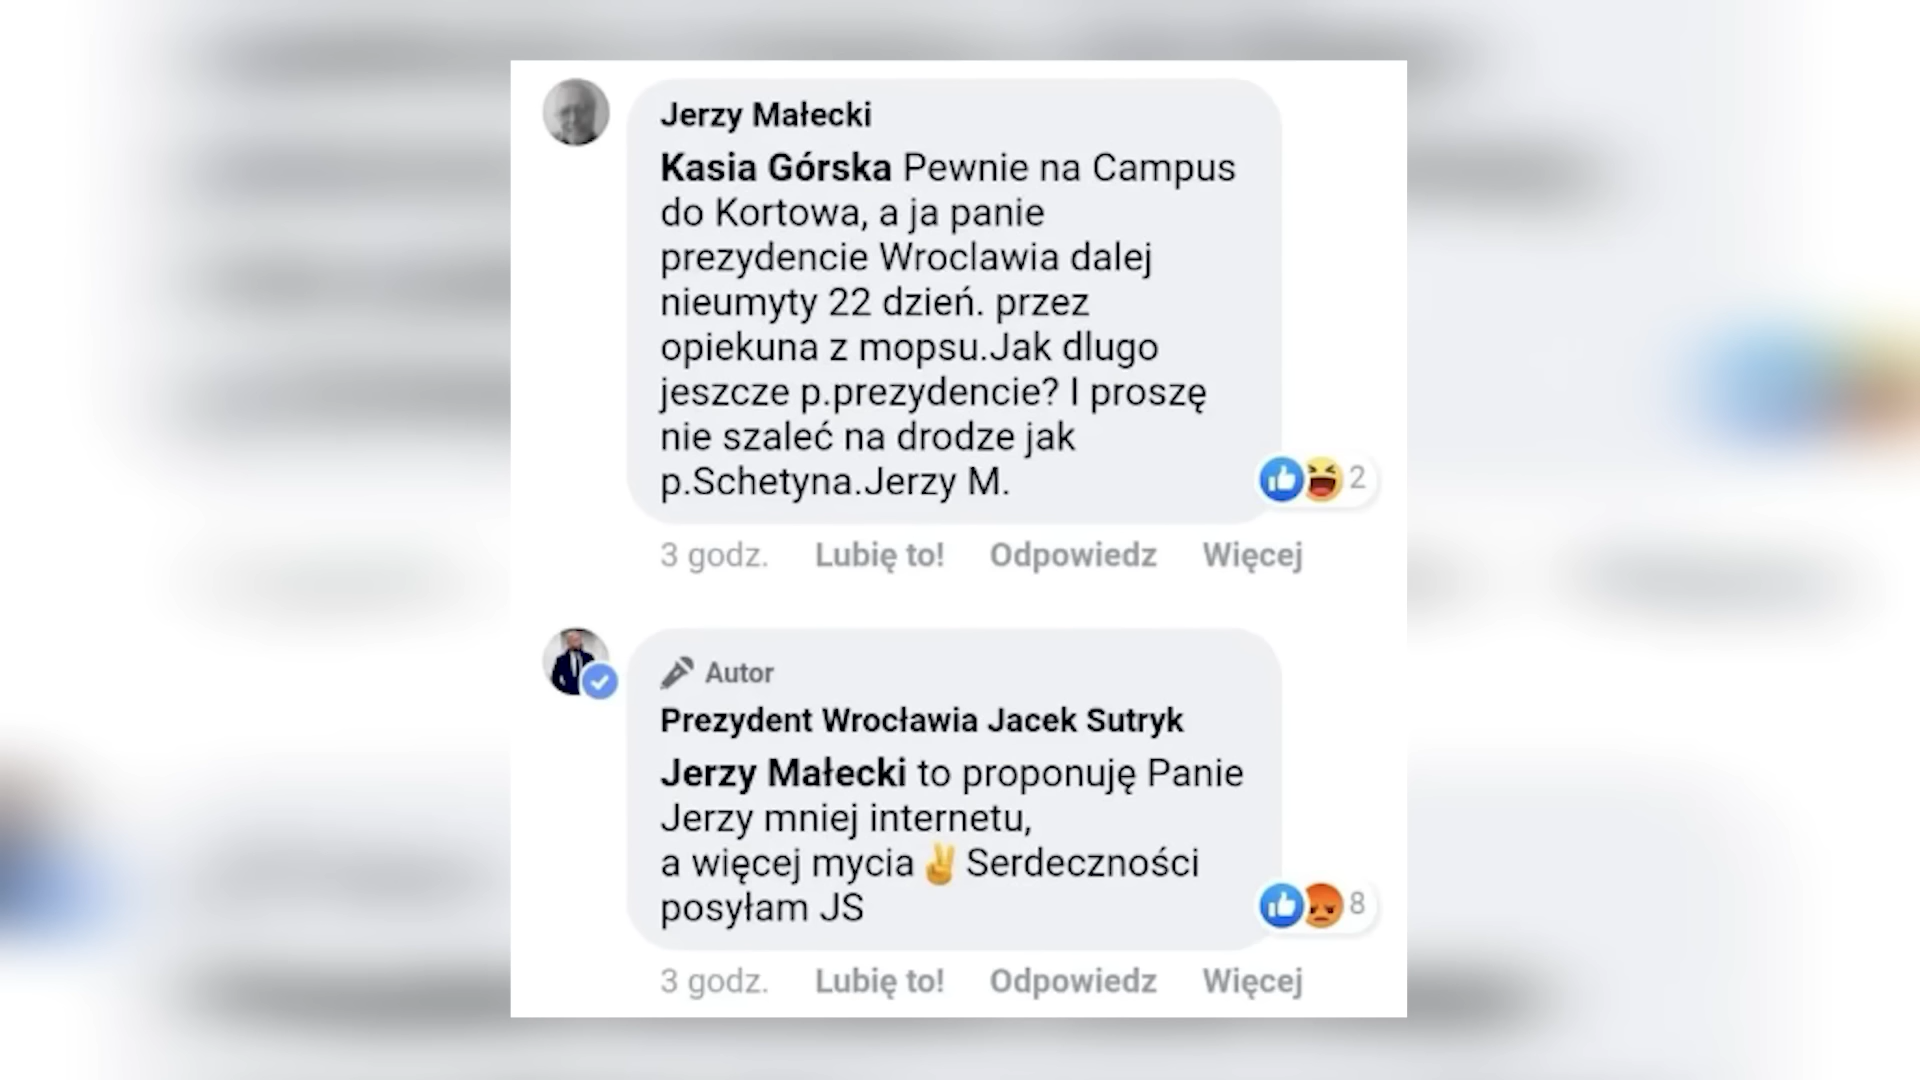 Jerzy Małecki
Kasia Górska Pewnie na Campus
do Kortowa, a ja panie
prezydencie Wroclawia dalej
nieumyty 22 dzień. przez
opiekuna z mopsu.Jak dlugo
jeszcze p.prezydencie? I proszę
nie szaleć na drodze jak
p.Schetyna.Jerzy M.
2
3 godz. Lubię to! Odpowiedz Więcej
Autor
Prezydent Wrocławia Jacek Sutryk
Jerzy Małecki to proponuję Panie
Jerzy mniej internetu,
a więcej mycia✌️Serdeczności
posyłam JS
8
3 godz. Lubię to! Odpowiedz Więcej